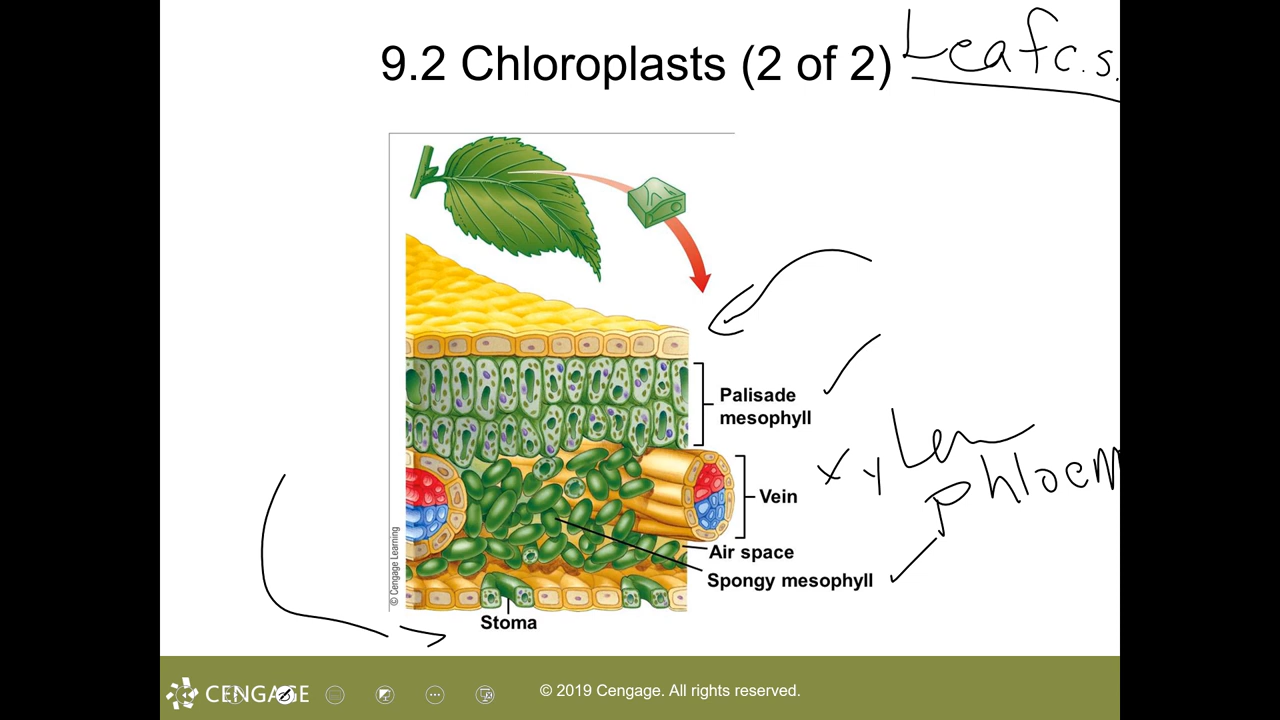 9.2 Chloroplasts (2 of 2) Leaf c.s.
Palisade
mesophyll
xylem
phloem
Vein
Air space
Spongy mesophyll
Stoma
© Cengage Learning
CENGAGE
© 2019 Cengage. All rights reserved.